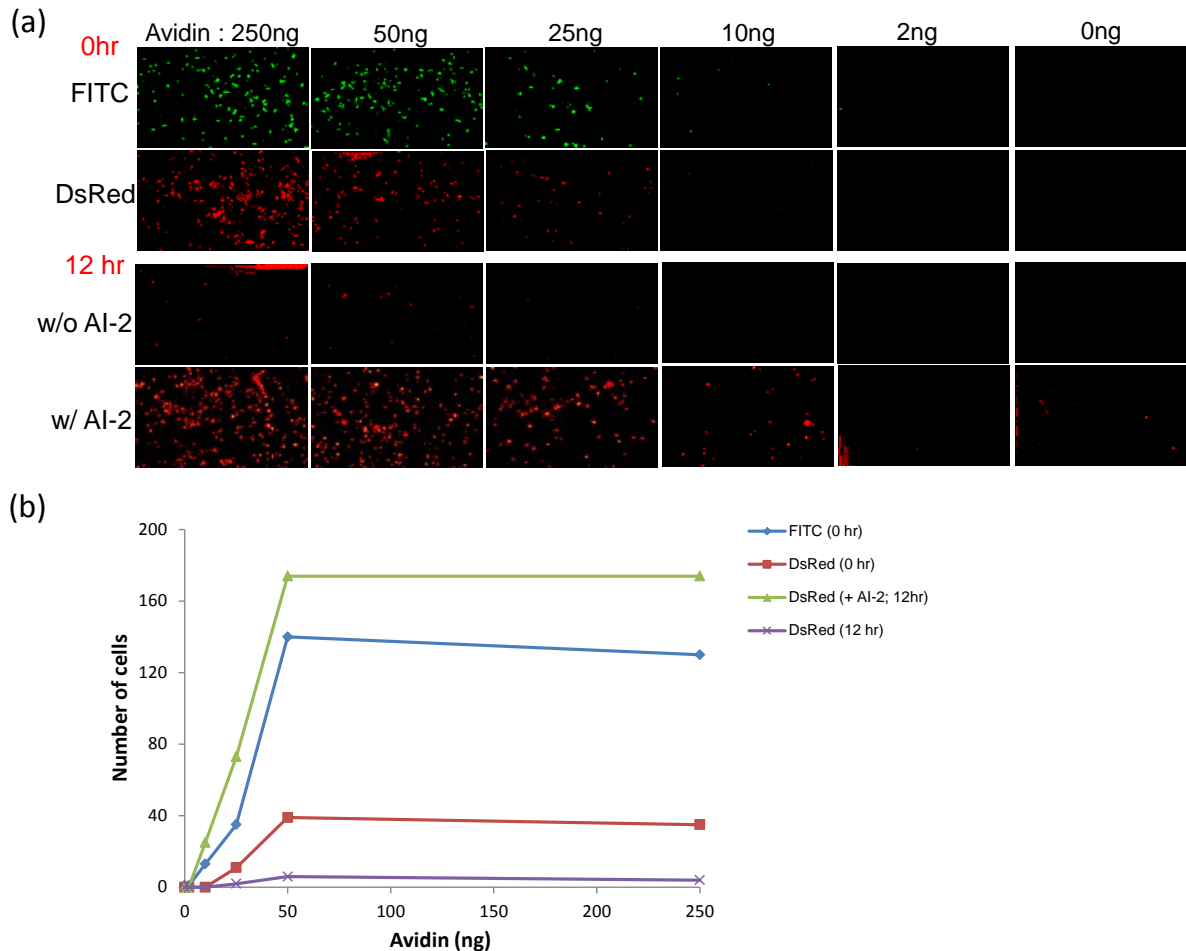 (a)
Avidin : 250ng 50ng 25ng 10ng 2ng 0ng
0hr
FITC
DsRed
12 hr
w/o AI-2
w/ AI-2
(b)
200
160
120
80
40
0
Number of cells
0 50 100 150 200 250
Avidin (ng)
FITC (0 hr)
DsRed (0 hr)
DsRed (+ AI-2; 12hr)
DsRed (12 hr)